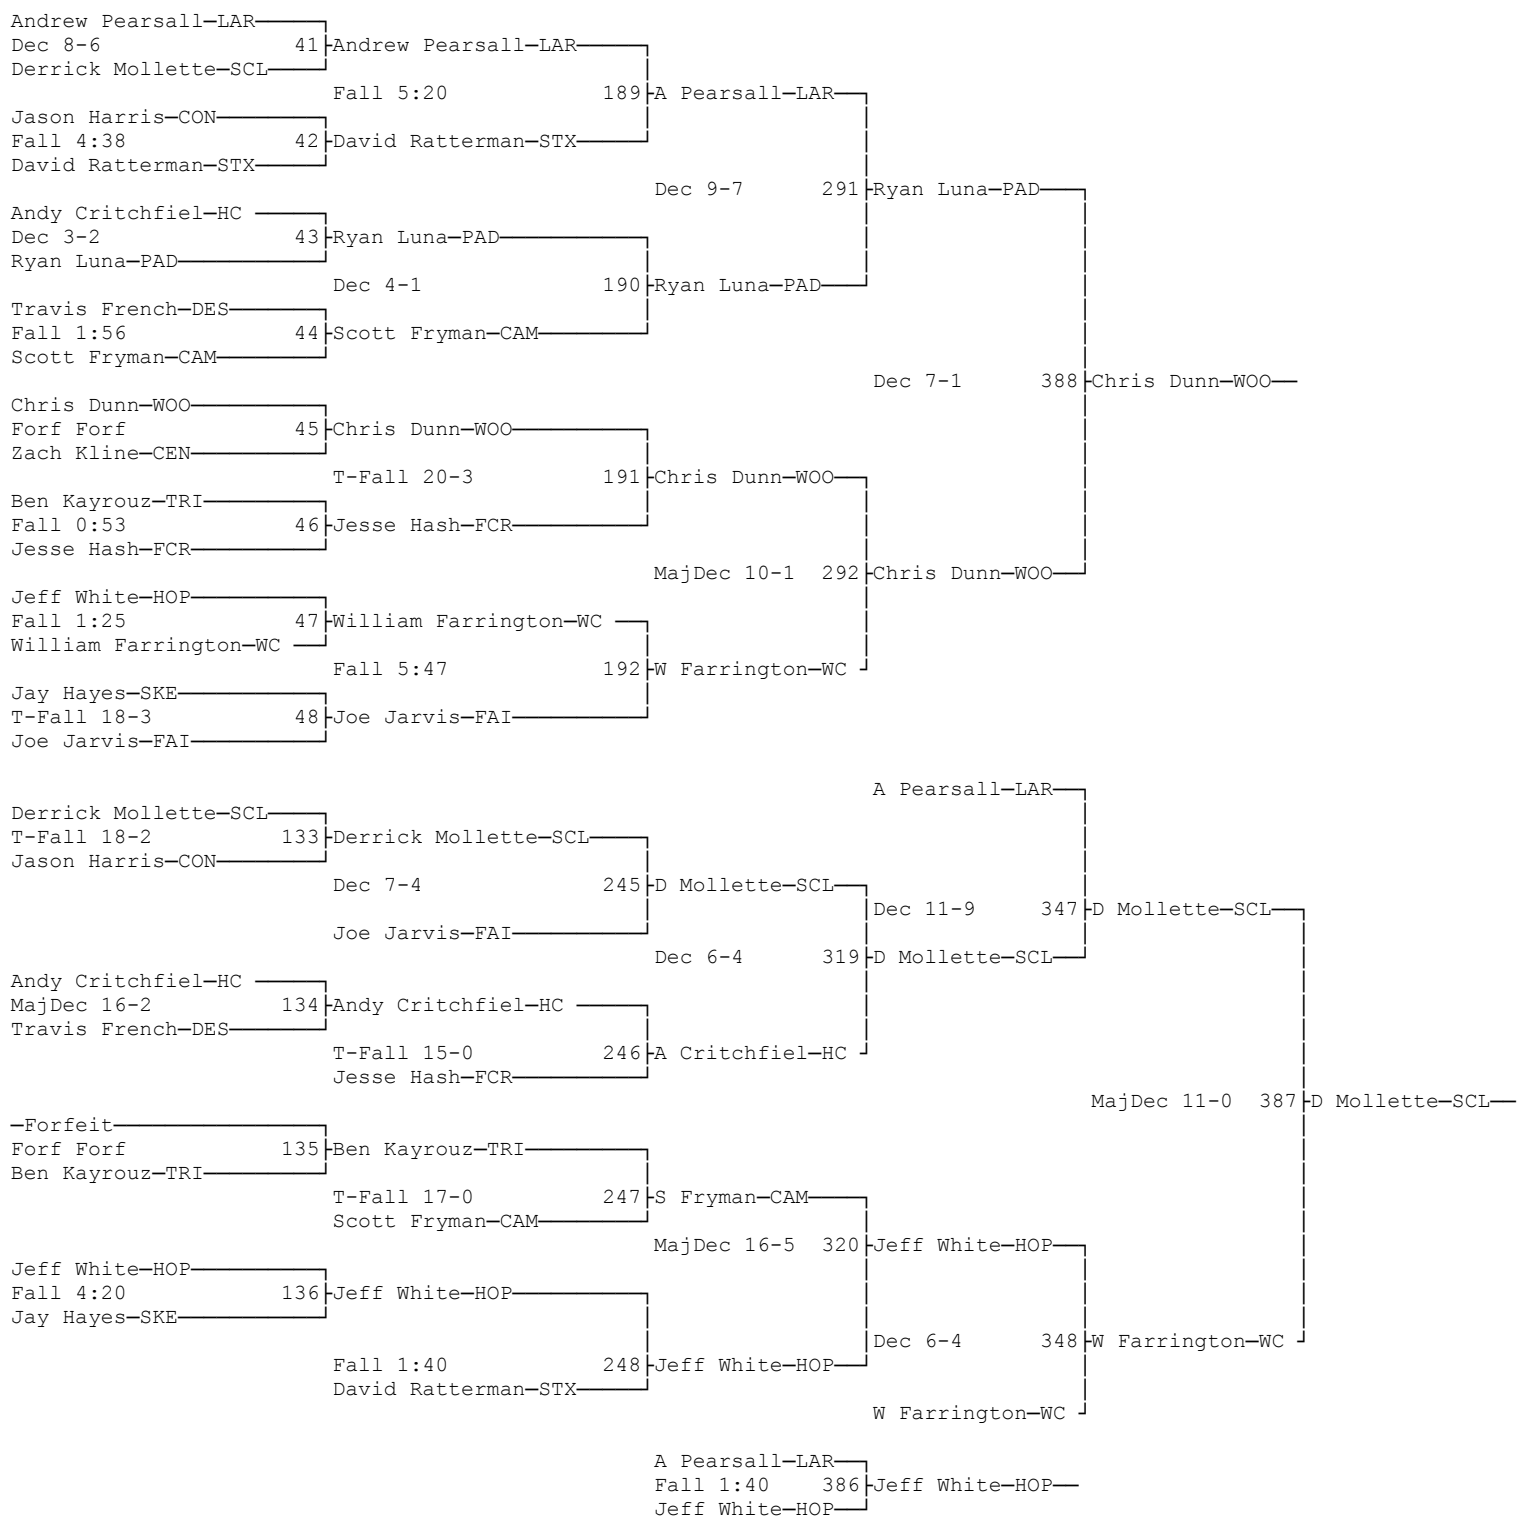 Andrew Pearsall-LAR
Dec 8-6 41 Andrew Pearsall-LAR
Derrick Mollette-SCL
Fall 5:20 189 A Pearsall-LAR
Jason Harris-CON
Fall 4:38 42 David Ratterman-STX
David Ratterman-STX
Dec 9-7 291 Ryan Luna-PAD
Andy Critchfiel-HC
Dec 3-2 43 Ryan Luna-PAD
Ryan Luna-PAD
Dec 4-1 190 Ryan Luna-PAD
Travis French-DES
Fall 1:56 44 Scott Fryman-CAM
Scott Fryman-CAM
Dec 7-1 388 Chris Dunn-WOO
Chris Dunn-WOO
Forf Forf 45 Chris Dunn-WOO
Zach Kline-CEN
T-Fall 20-3 191 Chris Dunn-WOO
Ben Kayrouz-TRI
Fall 0:53 46 Jesse Hash-FCR
Jesse Hash-FCR
MajDec 10-1 292 Chris Dunn-WOO
Jeff White-HOP
Fall 1:25 47 William Farrington-WC
William Farrington-WC
Fall 5:47 192 W Farrington-WC
Jay Hayes-SKE
T-Fall 18-3 48 Joe Jarvis-FAI
Joe Jarvis-FAI
A Pearsall-LAR
Derrick Mollette-SCL
T-Fall 18-2 133 Derrick Mollette-SCL
Jason Harris-CON
Dec 7-4 245 D Mollette-SCL
Dec 11-9 347 D Mollette-SCL
Joe Jarvis-FAI
Dec 6-4 319 D Mollette-SCL
Andy Critchfiel-HC
MajDec 16-2 134 Andy Critchfiel-HC
Travis French-DES
T-Fall 15-0 246 A Critchfiel-HC
Jesse Hash-FCR
MajDec 11-0 387 D Mollette-SCL
-Forfeit
Forf Forf 135 Ben Kayrouz-TRI
Ben Kayrouz-TRI
T-Fall 17-0 247 S Fryman-CAM
Scott Fryman-CAM
MajDec 16-5 320 Jeff White-HOP
Jeff White-HOP
Fall 4:20 136 Jeff White-HOP
Jay Hayes-SKE
Dec 6-4 348 W Farrington-WC
Fall 1:40 248 Jeff White-HOP
David Ratterman-STX
W Farrington-WC
A Pearsall-LAR
Fall 1:40 386 Jeff White-HOP
Jeff White-HOP